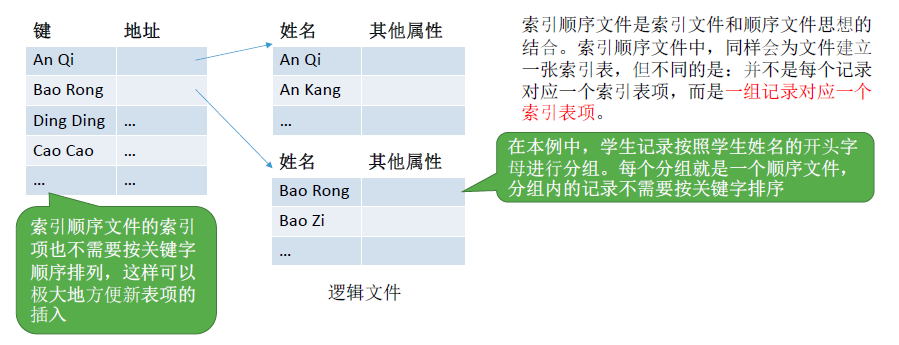 键 地址
An Qi
Bao Rong
Ding Ding …
Cao Cao …
… …
索引顺序文件的索引
项也不需要按关键字
顺序排列，这样可以
极大地方便新表项的
插入
姓名 其他属性
An Qi
An Kang
…
姓名 其他属性
Bao Rong
Bao Zi
…
逻辑文件
索引顺序文件是索引文件和顺序文件思想的
结合。索引顺序文件中，同样会为文件建立
一张索引表，但不同的是：并不是每个记录
对应一个索引表项，而是一组记录对应一个
索引表项。
在本例中，学生记录按照学生姓名的开头字
母进行分组。每个分组就是一个顺序文件，
分组内的记录不需要按关键字排序